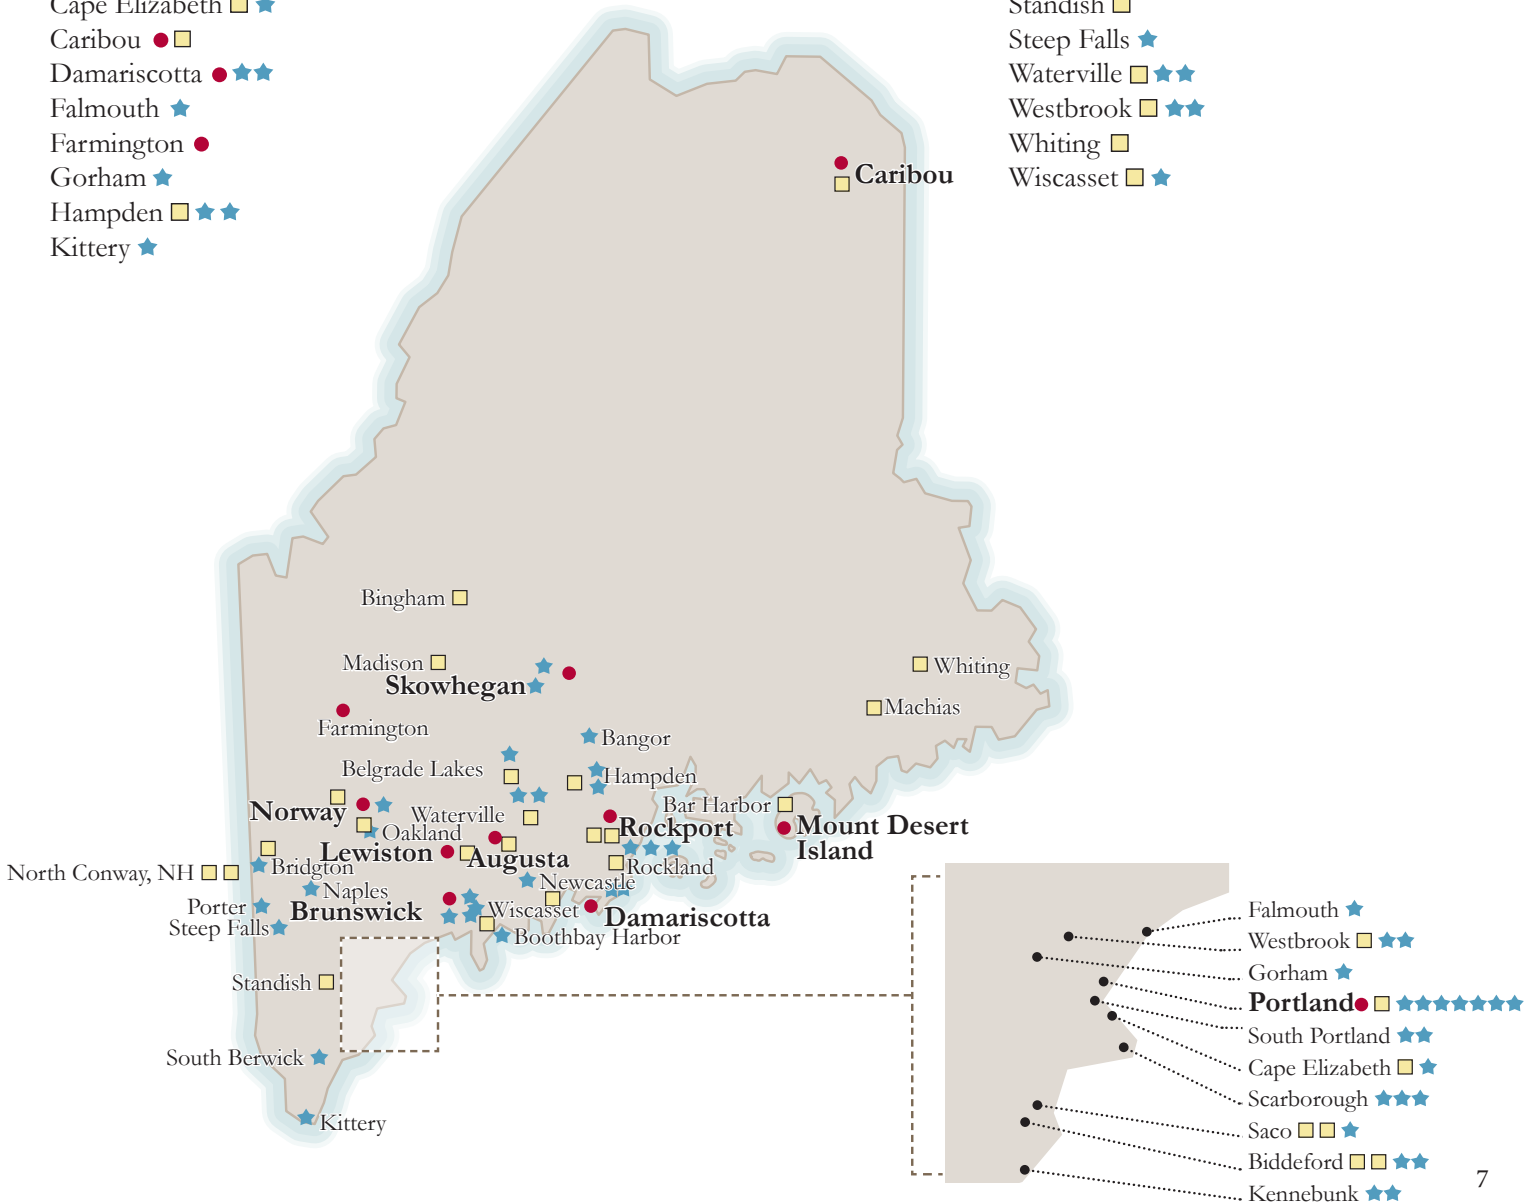 Cape Elizabeth
Caribou
Damariscotta
Falmouth
Farmington
Gorham
Hampden
Kittery
Standish
Steep Falls
Waterville
Westbrook
Whiting
Wiscasset
Caribou
Bingham
Madison
Skowhegan
Whiting
Machias
Farmington
Bangor
Belgrade Lakes
Hampden
Bar Harbor
Norway
Waterville
Oakland
Rockport
Mount Desert
Island
Lewiston
Augusta
Rockland
North Conway, NH
Bridgton
Newcastle
Naples
Porter
Brunswick
Wiscasset
Damariscotta
Steep Falls
Boothbay Harbor
Standish
South Berwick
Kittery
Falmouth
Westbrook
Gorham
Portland
South Portland
Cape Elizabeth
Scarborough
Saco
Biddeford
Kennebunk
7